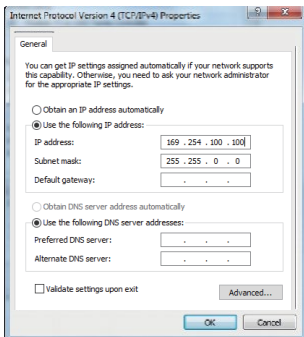 Internet Protocol Version 4 (TCP/IPv4) Properties
General
You can get IP settings assigned automatically if your network supports
this capability. Otherwise, you need to ask your network administrator
for the appropriate IP settings.
Obtain an IP address automatically
Use the following IP address:
IP address: 169 . 254 . 100 . 100
Subnet mask: 255 . 255 . 0 . 0
Default gateway: . . .
Obtain DNS server address automatically
Use the following DNS server addresses:
Preferred DNS server: . . .
Alternate DNS server: . . .
Validate settings upon exit
Advanced...
OK Cancel